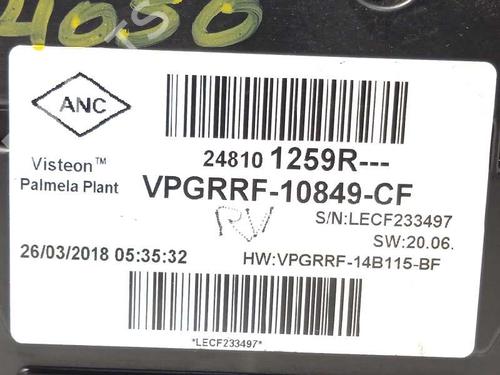 4050
ANC
Visteon™
Palmela Plant
24810 1259R---
VPGRRF-10849-CF
RV
S/N:LECF233497
SW:20.06.
26/03/2018 05:35:32
HW:VPGRRF-14B115-BF
*LECF233497*